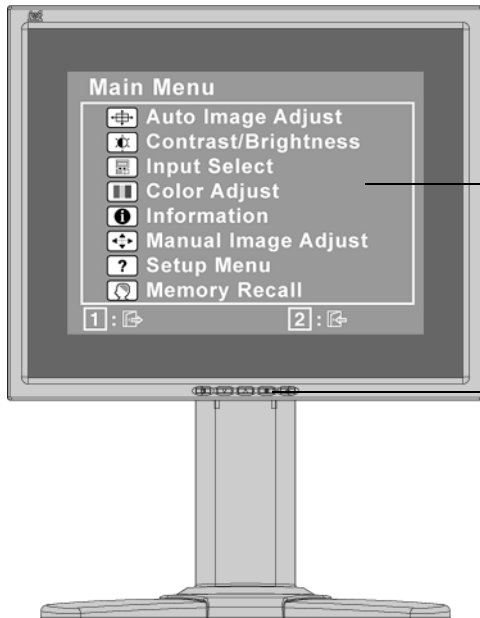 Main Menu
Auto Image Adjust
Contrast/Brightness
Input Select
Color Adjust
Information
Manual Image Adjust
? Setup Menu
Memory Recall
1 : 2 :